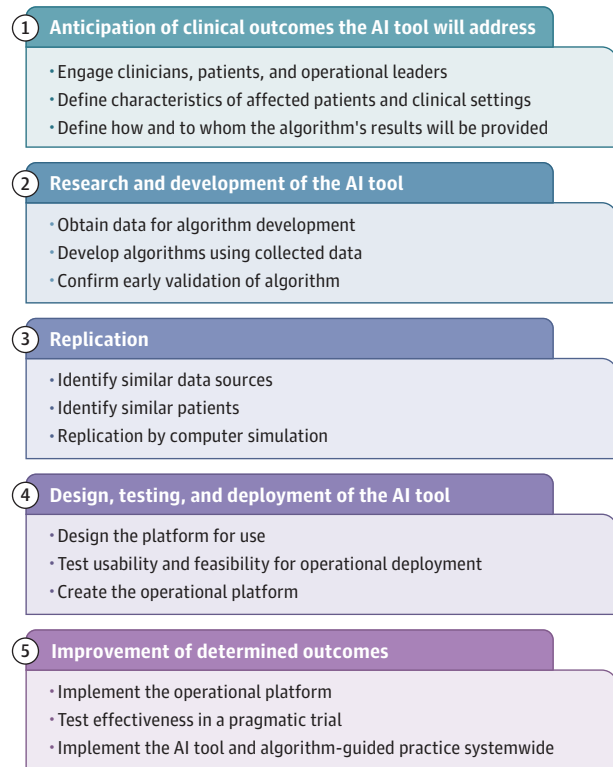 1 Anticipation of clinical outcomes the AI tool will address
• Engage clinicians, patients, and operational leaders
• Define characteristics of affected patients and clinical settings
• Define how and to whom the algorithm's results will be provided
2 Research and development of the AI tool
• Obtain data for algorithm development
• Develop algorithms using collected data
• Confirm early validation of algorithm
3 Replication
• Identify similar data sources
• Identify similar patients
• Replication by computer simulation
4 Design, testing, and deployment of the AI tool
• Design the platform for use
• Test usability and feasibility for operational deployment
• Create the operational platform
5 Improvement of determined outcomes
• Implement the operational platform
• Test effectiveness in a pragmatic trial
• Implement the AI tool and algorithm-guided practice systemwide